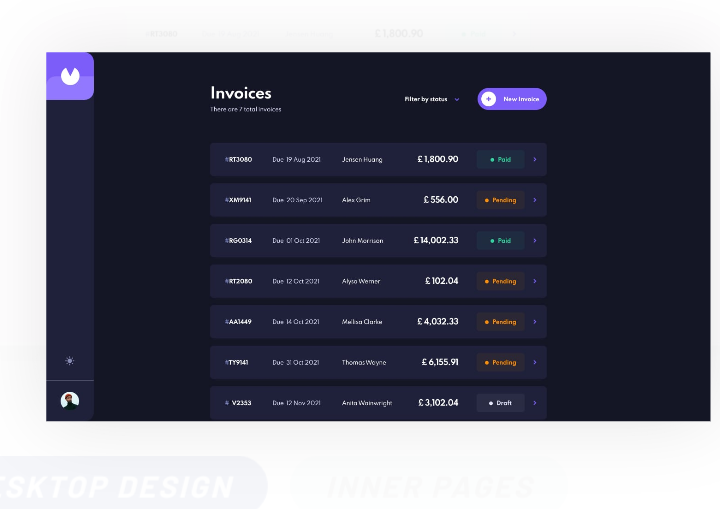 #RT3080 £ 1,800.90
Invoices
There are 7 total invoices
Filter by status
New Invoice
#RT3080 Due 19 Aug 2021 Jensen Huang £ 1,800.90 Paid
#XM9141 Due 20 Sep 2021 Alex Grim £ 556.00 Pending
#RG0314 Due 01 Oct 2021 John Morrison £ 14,002.33 Paid
#RT2080 Due 12 Oct 2021 Alysa Werner £ 102.04 Pending
#AA1449 Due 14 Oct 2021 Mellisa Clarke £ 4,032.33 Pending
#TY9141 Due 31 Oct 2021 Thomas Wayne £ 6,155.91 Pending
# V2353 Due 12 Nov 2021 Anita Wainwright £ 3,102.04 Draft
ESKTOP DESIGN INNER PAGES